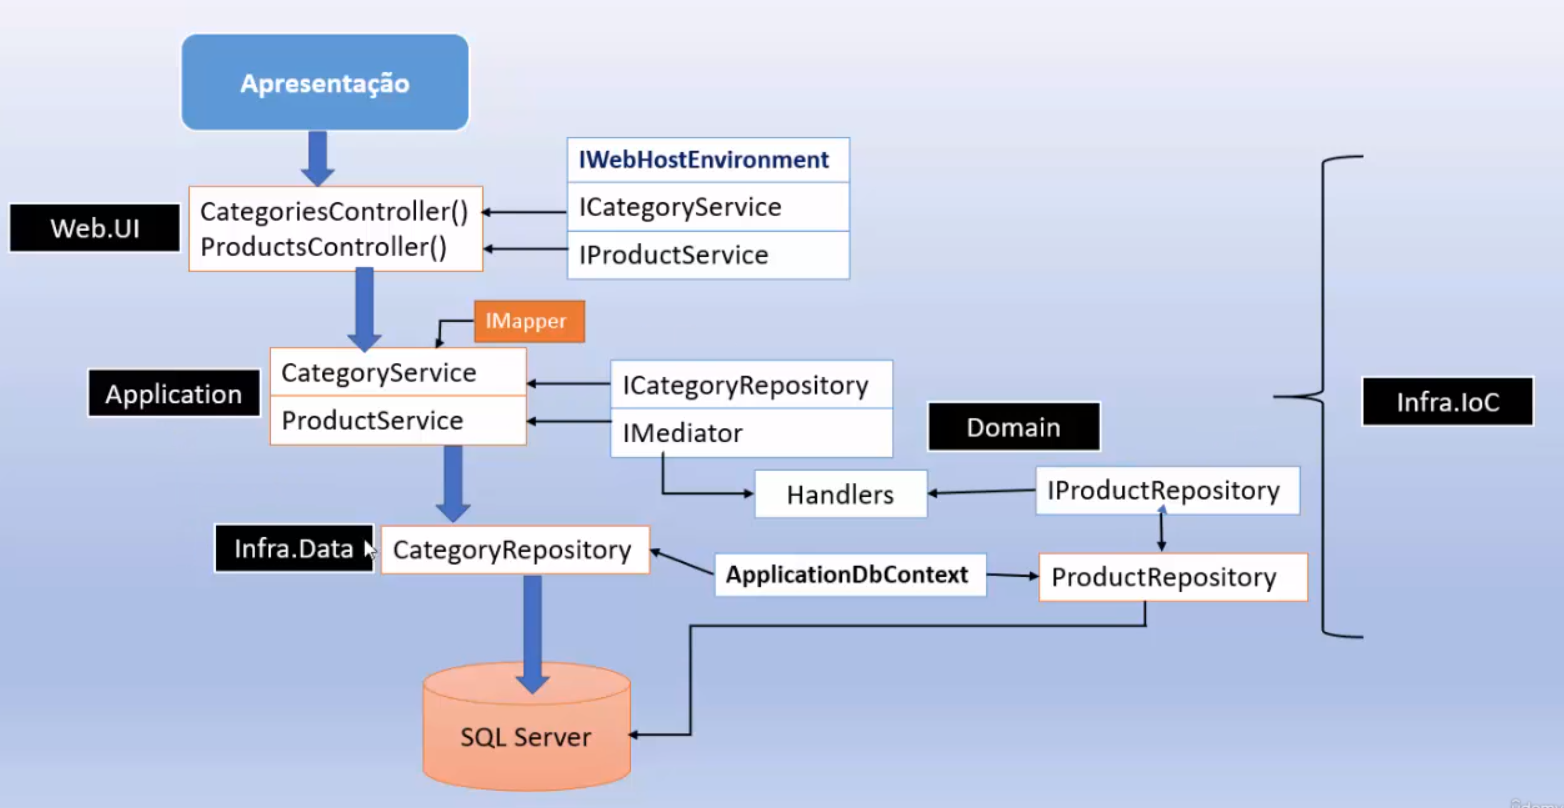 Apresentação
IWebHostEnvironment
Web.UI
CategoriesController()
ProductsController()
ICategoryService
IProductService
IMapper
Application
CategoryService
ProductService
ICategoryRepository
IMediator
Domain
Infra.IoC
Handlers
IProductRepository
Infra.Data
CategoryRepository
ApplicationDbContext
ProductRepository
SQL Server